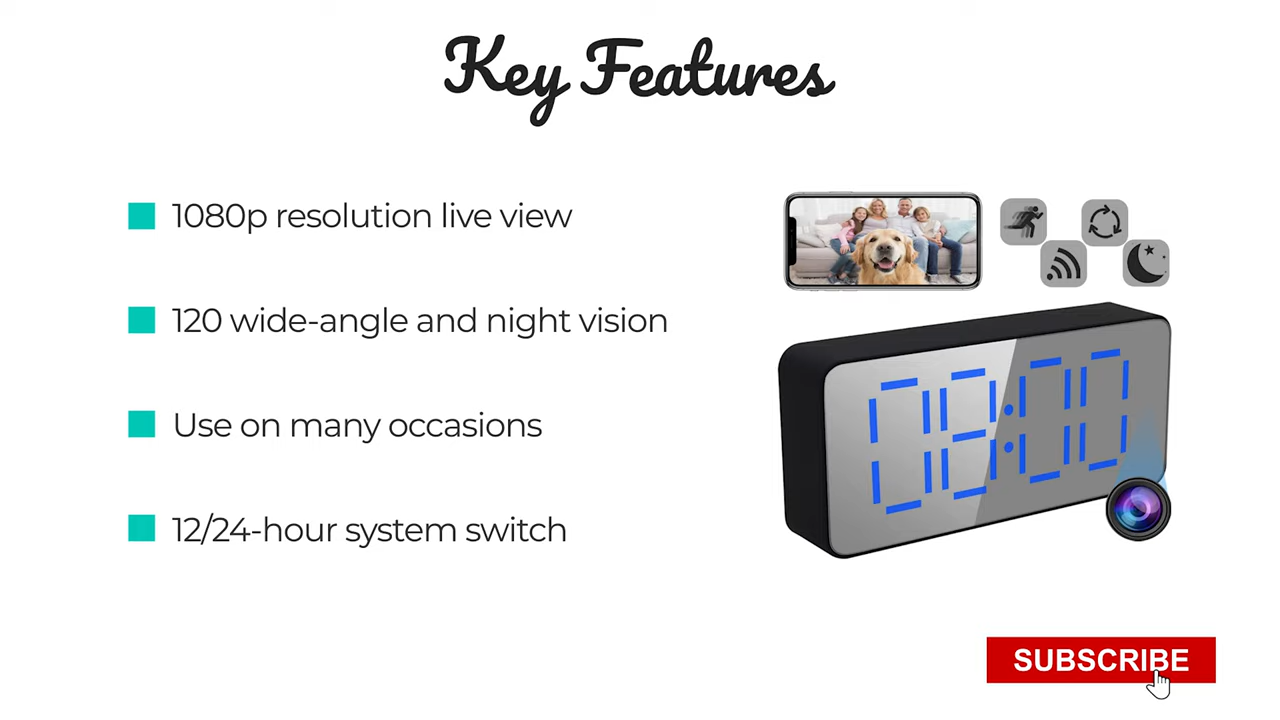 Key Features
1080p resolution live view
120 wide-angle and night vision
Use on many occasions
12/24-hour system switch
08:00
SUBSCRIBE